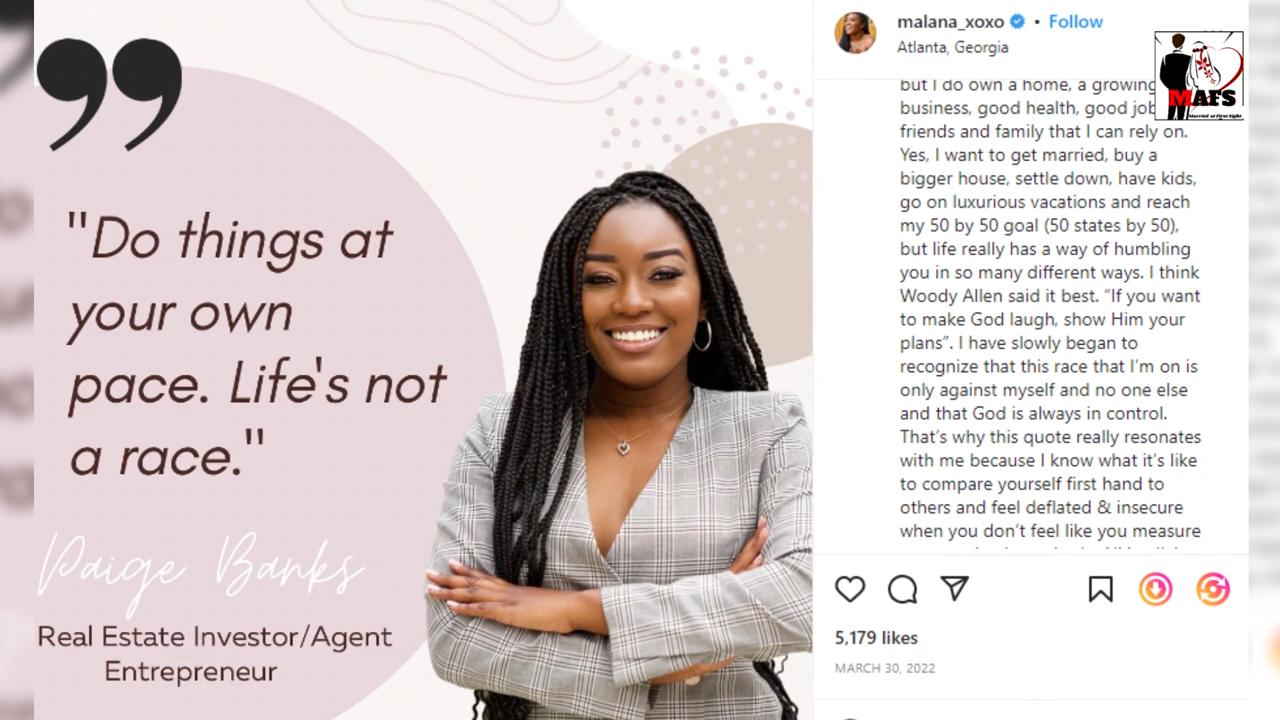 "Do things at
your own
pace. Life's not
a race."
Paige Banks
Real Estate Investor/Agent
Entrepreneur
malana_xoxo • Follow
Atlanta, Georgia
MAFS
Married at First Sight
but I do own a home, a growing
business, good health, good job
friends and family that I can rely on.
Yes, I want to get married, buy a
bigger house, settle down, have kids,
go on luxurious vacations and reach
my 50 by 50 goal (50 states by 50),
but life really has a way of humbling
you in so many different ways. I think
Woody Allen said it best. “If you want
to make God laugh, show Him your
plans”. I have slowly began to
recognize that this race that I’m on is
only against myself and no one else
and that God is always in control.
That’s why this quote really resonates
with me because I know what it’s like
to compare yourself first hand to
others and feel deflated & insecure
when you don’t feel like you measure
5,179 likes
MARCH 30, 2022